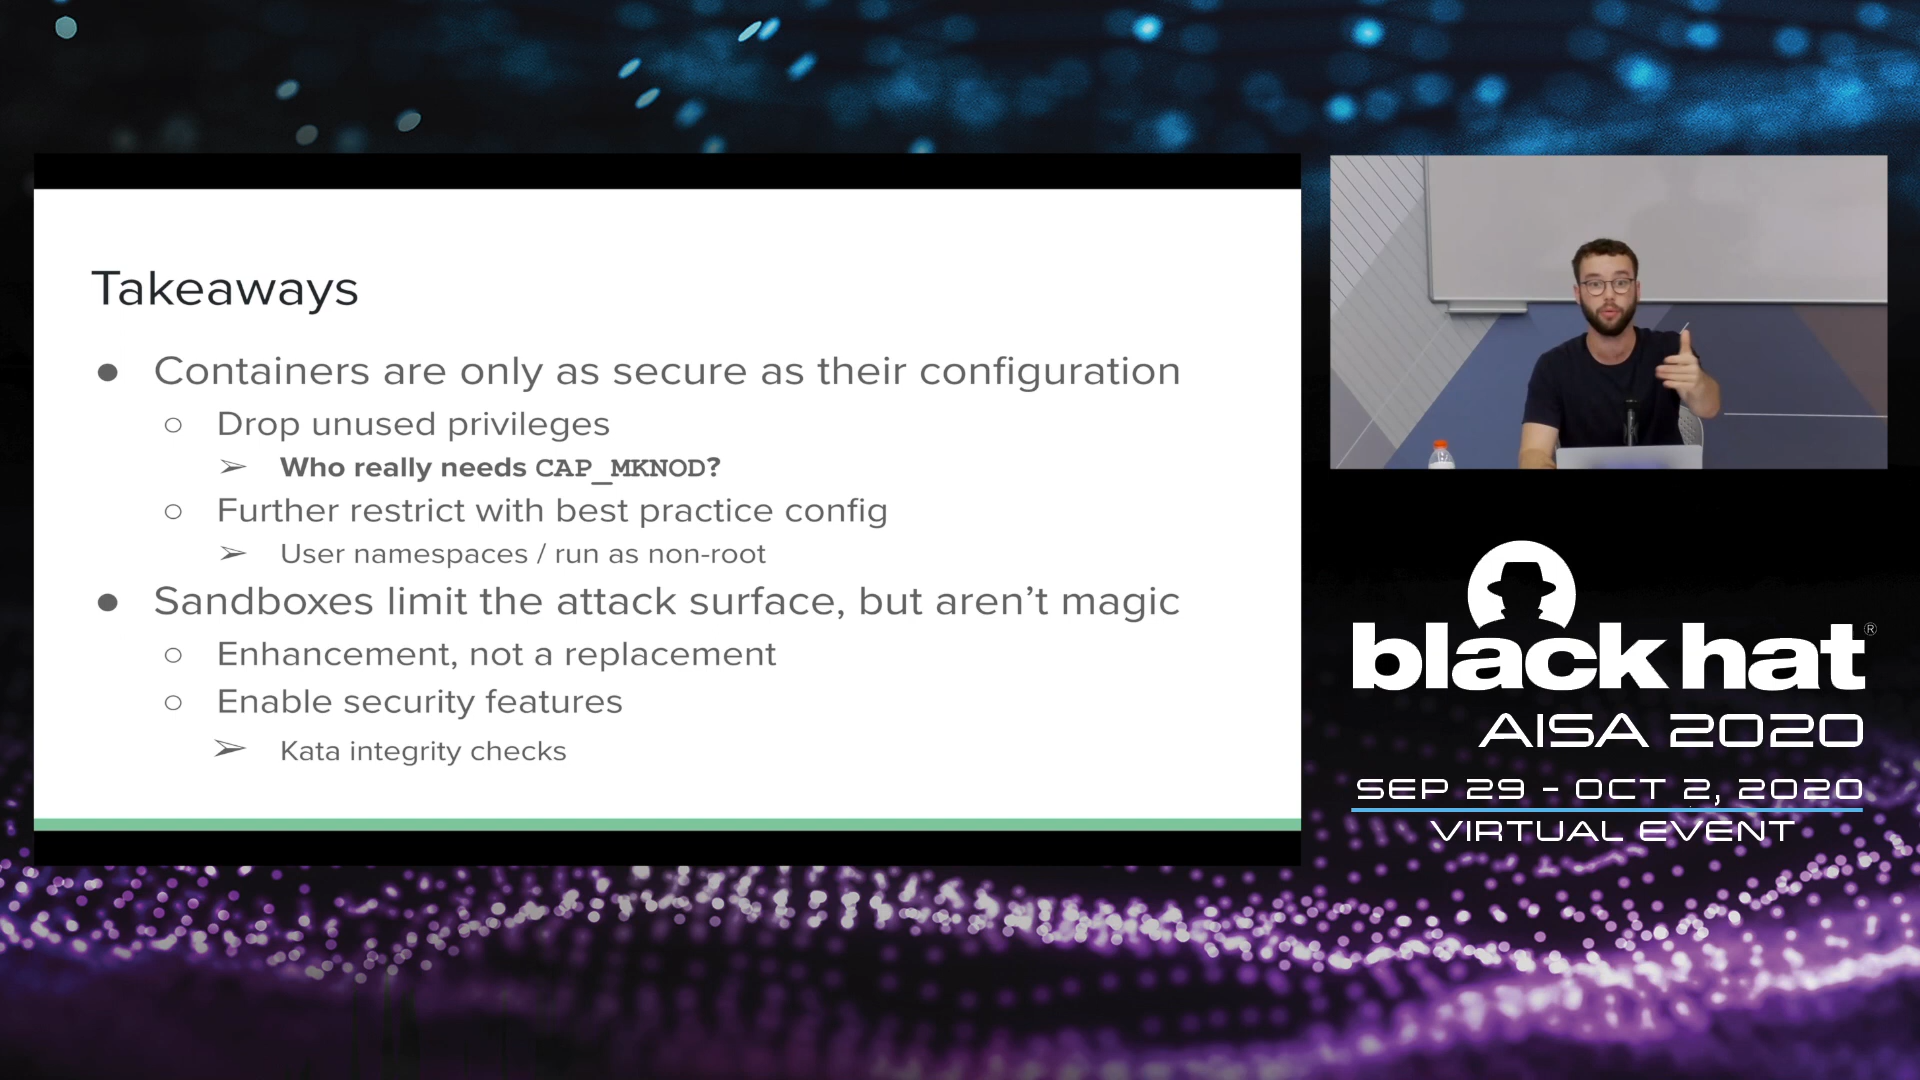 Takeaways
● Containers are only as secure as their configuration
○ Drop unused privileges
➢ Who really needs CAP_MKNOD?
○ Further restrict with best practice config
➢ User namespaces / run as non-root
● Sandboxes limit the attack surface, but aren’t magic
○ Enhancement, not a replacement
○ Enable security features
➢ Kata integrity checks
black hat®
AISA 2020
SEP 29 - OCT 2, 2020
VIRTUAL EVENT